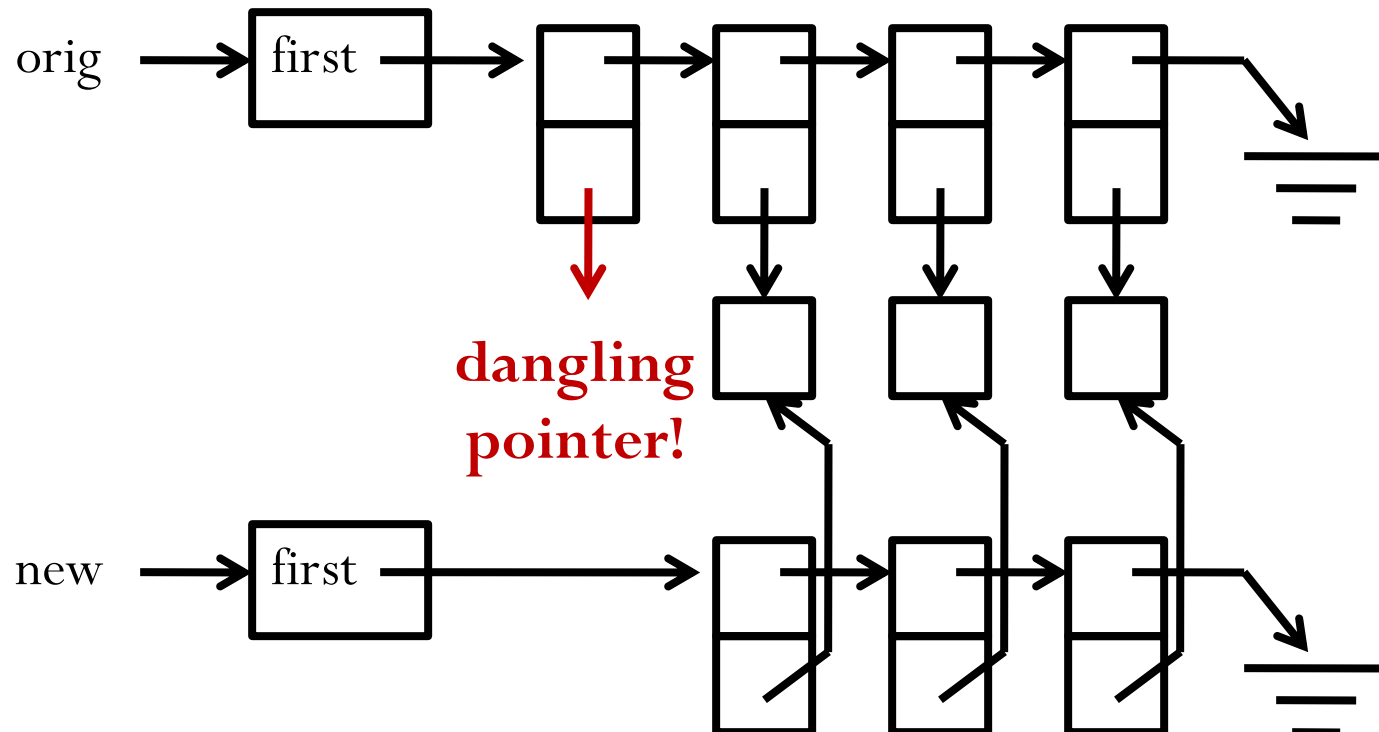 orig
first
dangling
pointer!
new
first